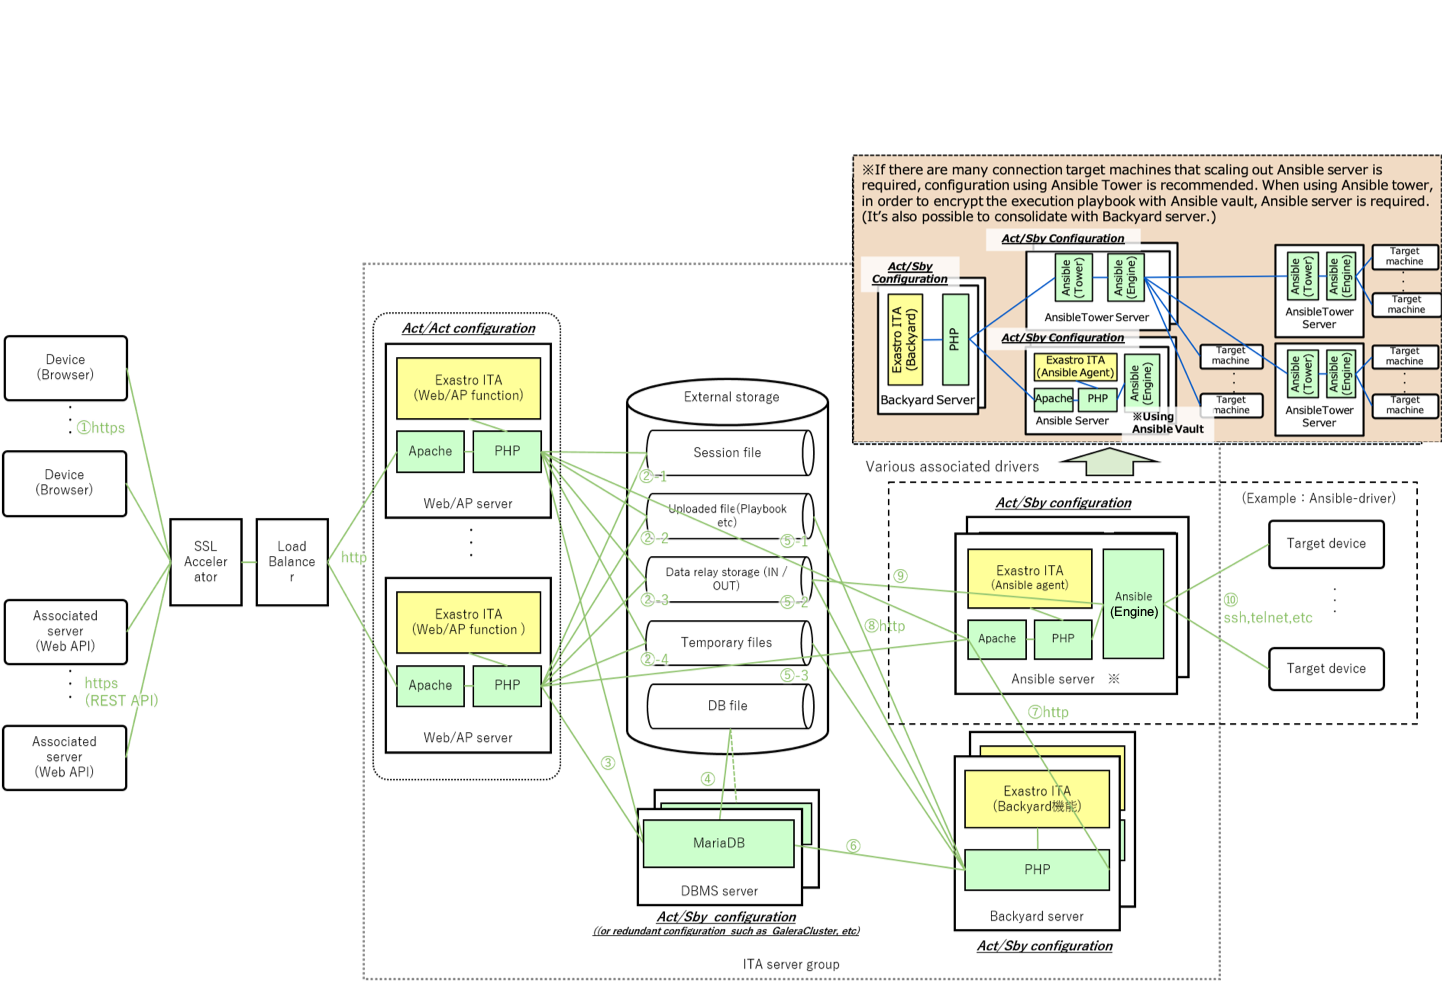 ※If there are many connection target machines that scaling out Ansible server is
required, configuration using Ansible Tower is recommended. When using Ansible tower,
in order to encrypt the execution playbook with Ansible vault, Ansible server is required.
(It's also possible to consolidate with Backyard server.)
Act/Sby Configuration
Act/Sby
Configuration
Exastro ITA
(Backyard)
PHP
Backyard Server
Ansible
(Tower)
Ansible
(Engine)
AnsibleTower Server
Act/Sby Configuration
Exastro ITA
(Ansible Agent)
Apache
PHP
Ansible
(Engine)
Ansible Server
※Using
Ansible Vault
Target
machine
:
Target
machine
Ansible
(Tower)
Ansible
(Engine)
AnsibleTower
Server
Target
machine
:
Target
machine
Ansible
(Tower)
Ansible
(Engine)
AnsibleTower
Server
Target
machine
:
Target
machine
Device
(Browser)
①https
Device
(Browser)
Associated
server
(Web API)
https
(REST API)
Associated
server
(Web API)
SSL
Acceler
ator
Load
Balance
r
http
Act/Act configuration
Exastro ITA
(Web/AP function)
Apache
PHP
Web/AP server
Exastro ITA
(Web/AP function )
Apache
PHP
Web/AP server
External storage
Session file
②-1
Uploaded file(Playbook
etc)
②-2
⑤-1
Data relay storage (IN /
OUT)
②-3
⑤-2
Temporary files
②-4
⑤-3
DB file
③
④
MariaDB
DBMS server
Act/Sby configuration
((or redundant configuration such as GaleraCluster, etc)
⑥
ITA server group
Various associated drivers
Act/Sby configuration
(Example：Ansible-driver)
Exastro ITA
(Ansible agent)
Apache
PHP
Ansible
(Engine)
Ansible server ※
⑨
⑧http
⑩
ssh,telnet,etc
Target device
Target device
⑦http
Exastro ITA
(Backyard機能)
PHP
Backyard server
Act/Sby configuration